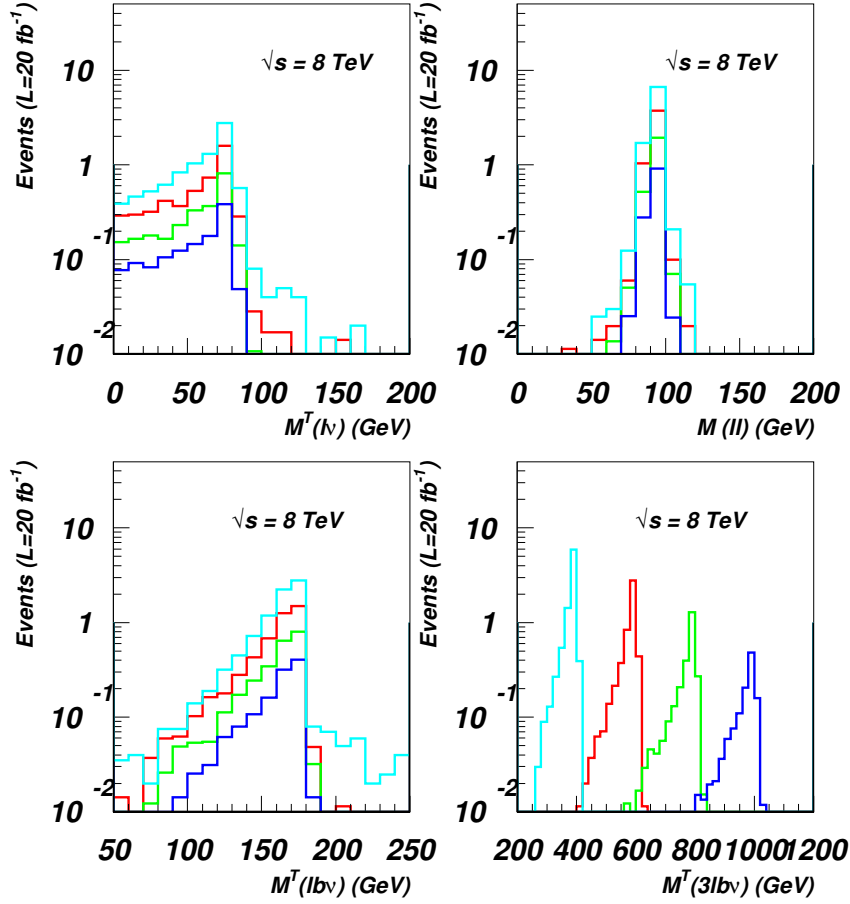 Events (L=20 fb⁻¹)
√s = 8 TeV
10
1
10⁻¹
10⁻²
0 50 100 150 200
Mᵀ(lν) (GeV)
Events (L=20 fb⁻¹)
√s = 8 TeV
10
1
10⁻¹
10⁻²
0 50 100 150 200
M (ll) (GeV)
Events (L=20 fb⁻¹)
√s = 8 TeV
10
1
10⁻¹
10⁻²
50 100 150 200 250
Mᵀ(lbν) (GeV)
Events (L=20 fb⁻¹)
√s = 8 TeV
10
1
10⁻¹
10⁻²
200 400 600 800 1000 1200
Mᵀ(3lbν) (GeV)